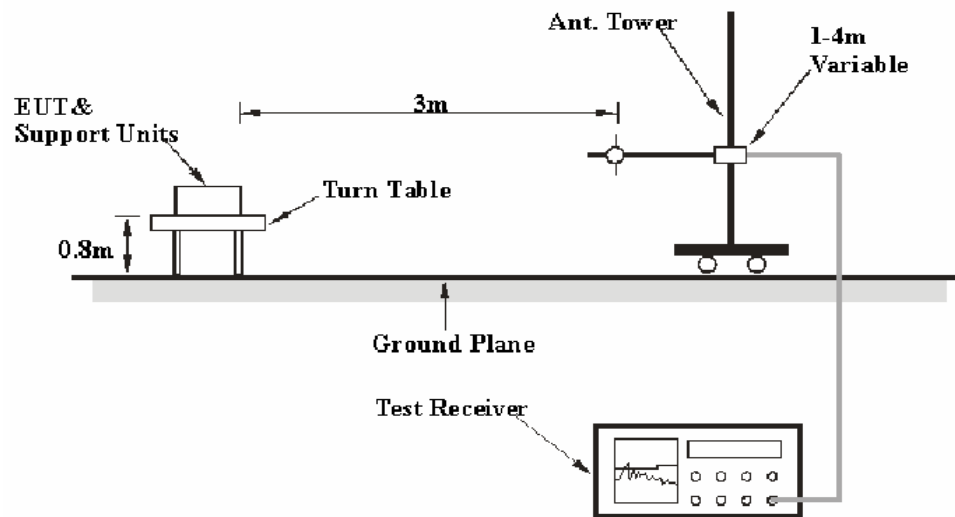 Ant. Tower
1-4m
Variable
3m
EUT&
Support Units
Turn Table
0.8m
Ground Plane
Test Receiver